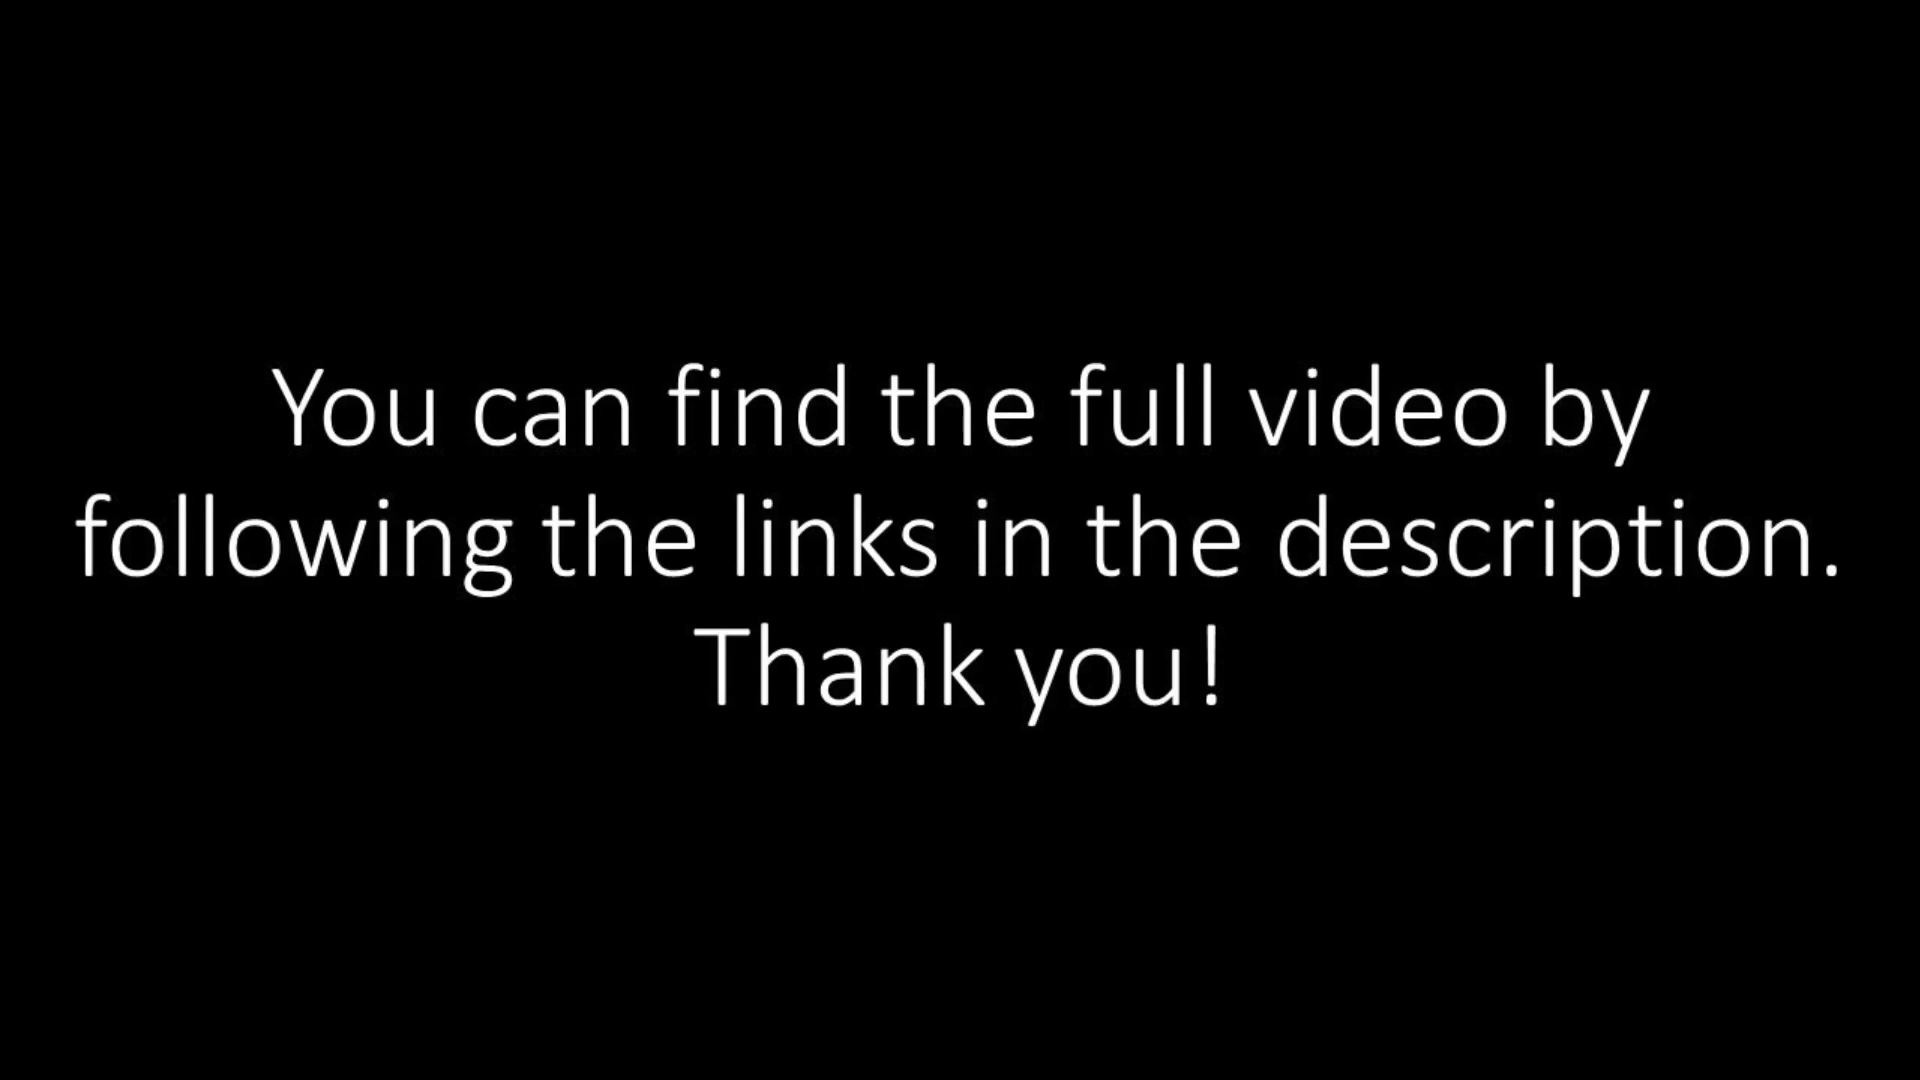 You can find the full video by
following the links in the description.
Thank you!